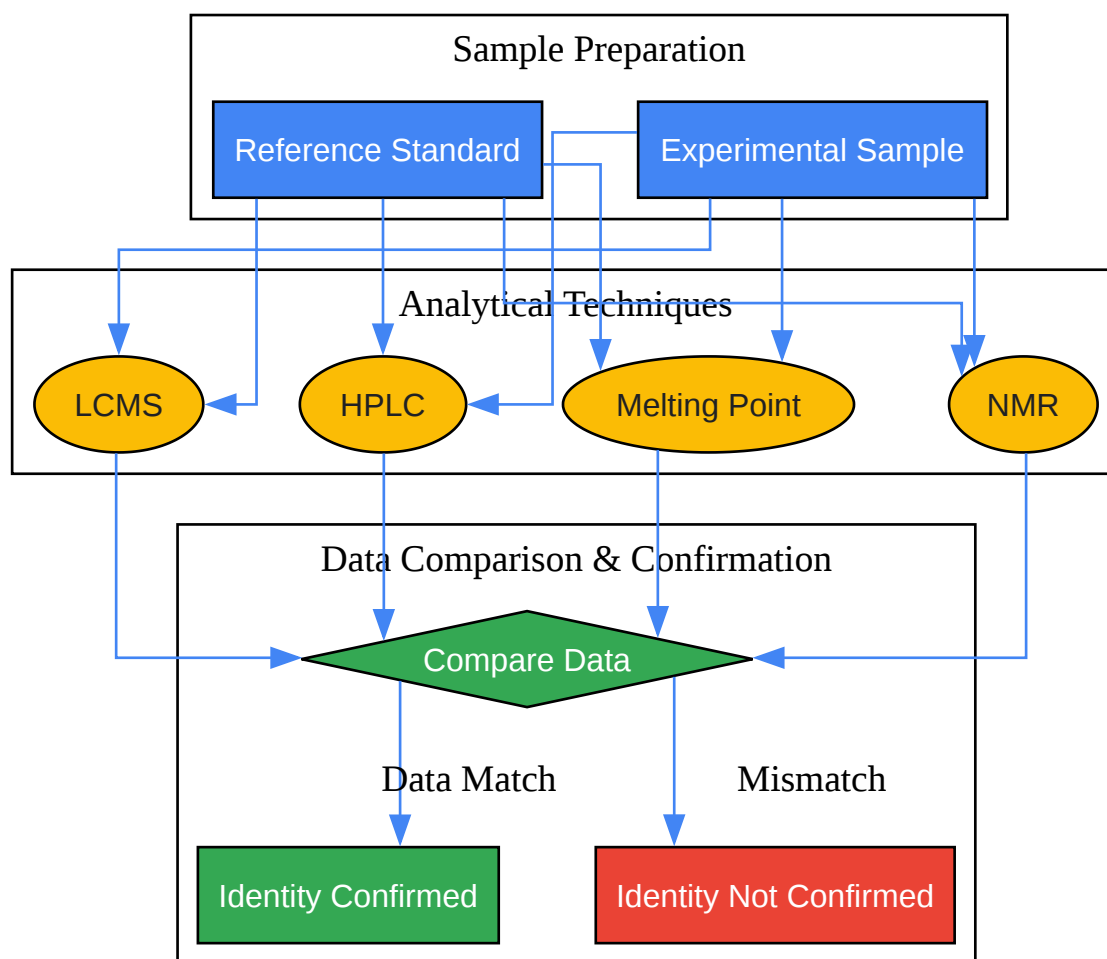 Sample Preparation
Reference Standard
Experimental Sample
Analytical Techniques
LCMS
HPLC
Melting Point
NMR
Data Comparison & Confirmation
Compare Data
Data Match
Mismatch
Identity Confirmed
Identity Not Confirmed